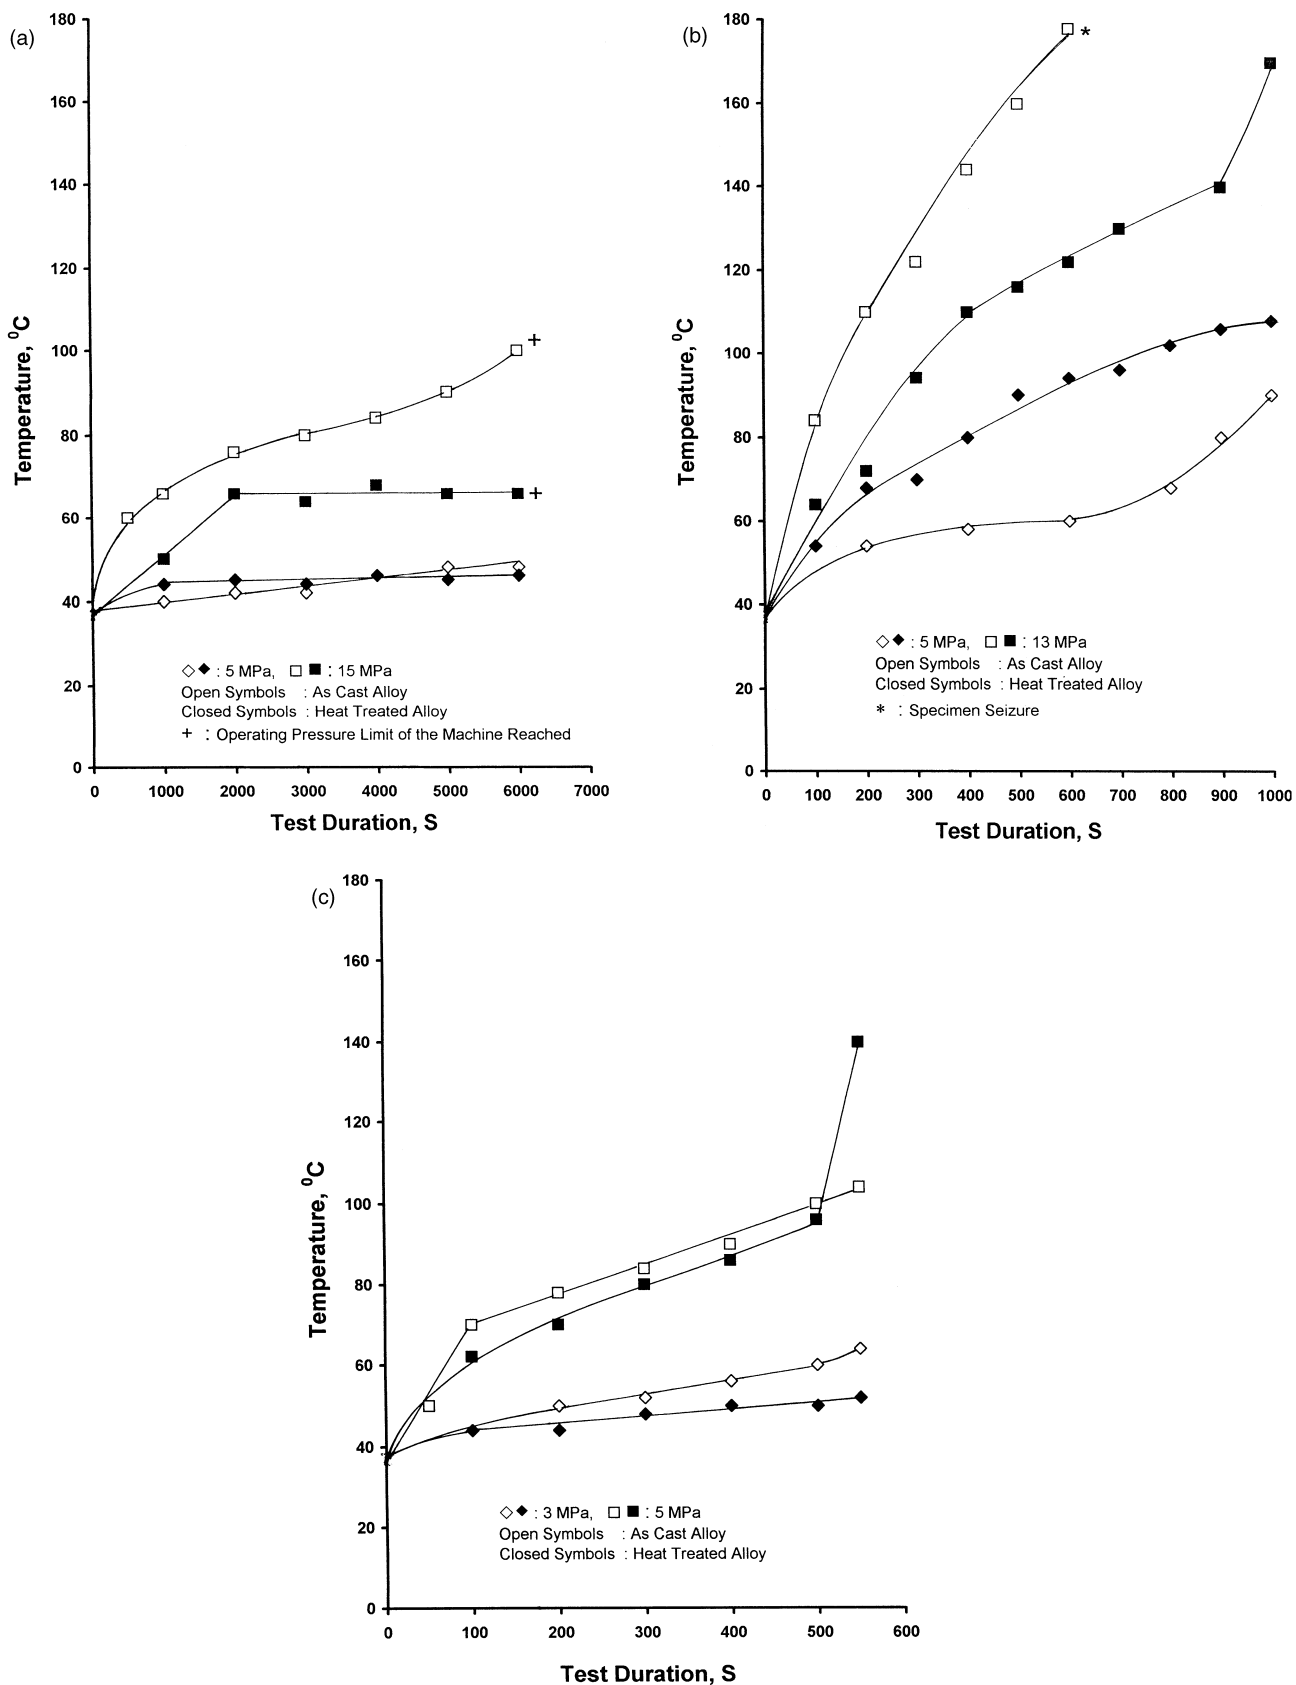 (a)
180
160
140
120
100
80
60
40
20
0
Temperature, ⁰C
+
+
: 5 MPa, : 15 MPa
Open Symbols : As Cast Alloy
Closed Symbols : Heat Treated Alloy
+ : Operating Pressure Limit of the Machine Reached
0 1000 2000 3000 4000 5000 6000 7000
Test Duration, S
(b)
180
160
140
120
100
80
60
40
20
0
Temperature, ⁰C
*
: 5 MPa, : 13 MPa
Open Symbols : As Cast Alloy
Closed Symbols : Heat Treated Alloy
* : Specimen Seizure
0 100 200 300 400 500 600 700 800 900 1000
Test Duration, S
(c)
180
160
140
120
100
80
60
40
20
0
Temperature, ⁰C
: 3 MPa, : 5 MPa
Open Symbols : As Cast Alloy
Closed Symbols : Heat Treated Alloy
0 100 200 300 400 500 600
Test Duration, S